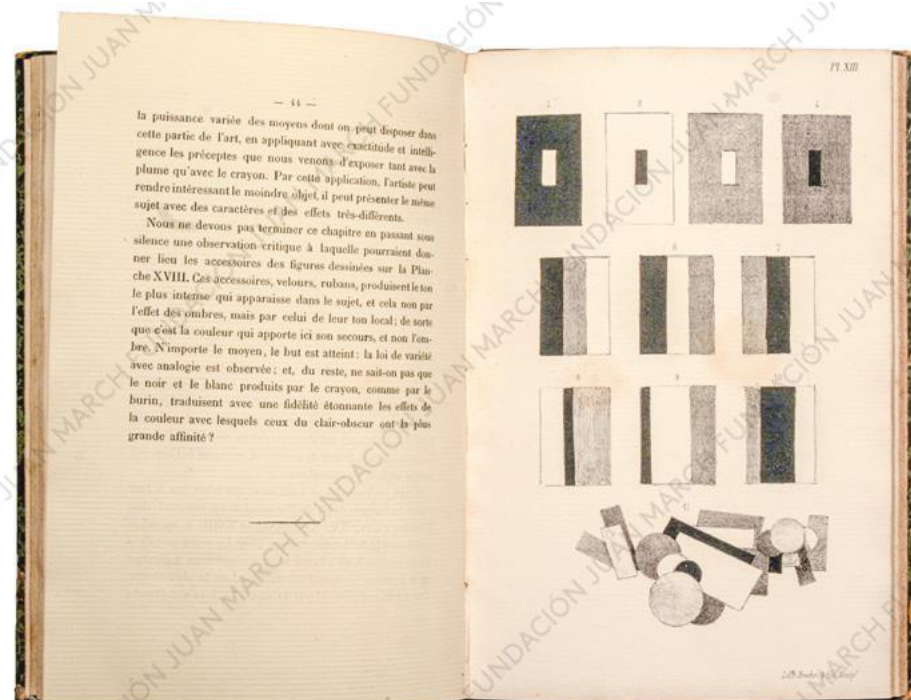 — 44 —
la puissance variée des moyens dont on peut disposer dans
cette partie de l'art, en appliquant avec exactitude et intelli-
gence les préceptes que nous venons d'exposer tant avec la
plume qu'avec le crayon. Par cette application, l'artiste peut
rendre intéressant le moindre objet, il peut présenter le même
sujet avec des caractères et des effets très-différents.
Nous ne devons pas terminer ce chapitre en passant sous
silence une observation critique à laquelle pourraient don-
ner lieu les accessoires des figures dessinées sur la Plan-
che XVIII. Ces accessoires, velours, rubans, produisent le ton
le plus intense qui apparaisse dans le sujet, et cela non par
l'effet des ombres, mais par celui de leur ton local; de sorte
que c'est la couleur qui apporte ici son secours, et non l'om-
bre. N'importe le moyen, le but est atteint: la loi de variété
avec analogie est observée; et, du reste, ne sait-on pas que
le noir et le blanc produits par le crayon, comme par le
burin, traduisent avec une fidélité étonnante les effets de
la couleur avec lesquels ceux du clair-obscur ont la plus
grande affinité?
Pl. XIII.
4
6 7
8 9 10
FUNDACIÓN JUAN MARCH